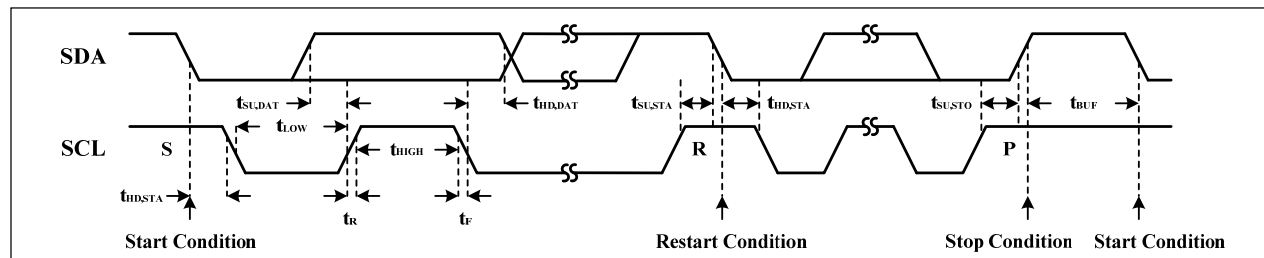 SDA
tSU,DAT
tHD,DAT
tSU,STA
tHD,STA
tSU,STO
tBUF
tLOW
SCL
S
tHIGH
R
P
tHD,STA
tR
tF
Start Condition
Restart Condition
Stop Condition
Start Condition